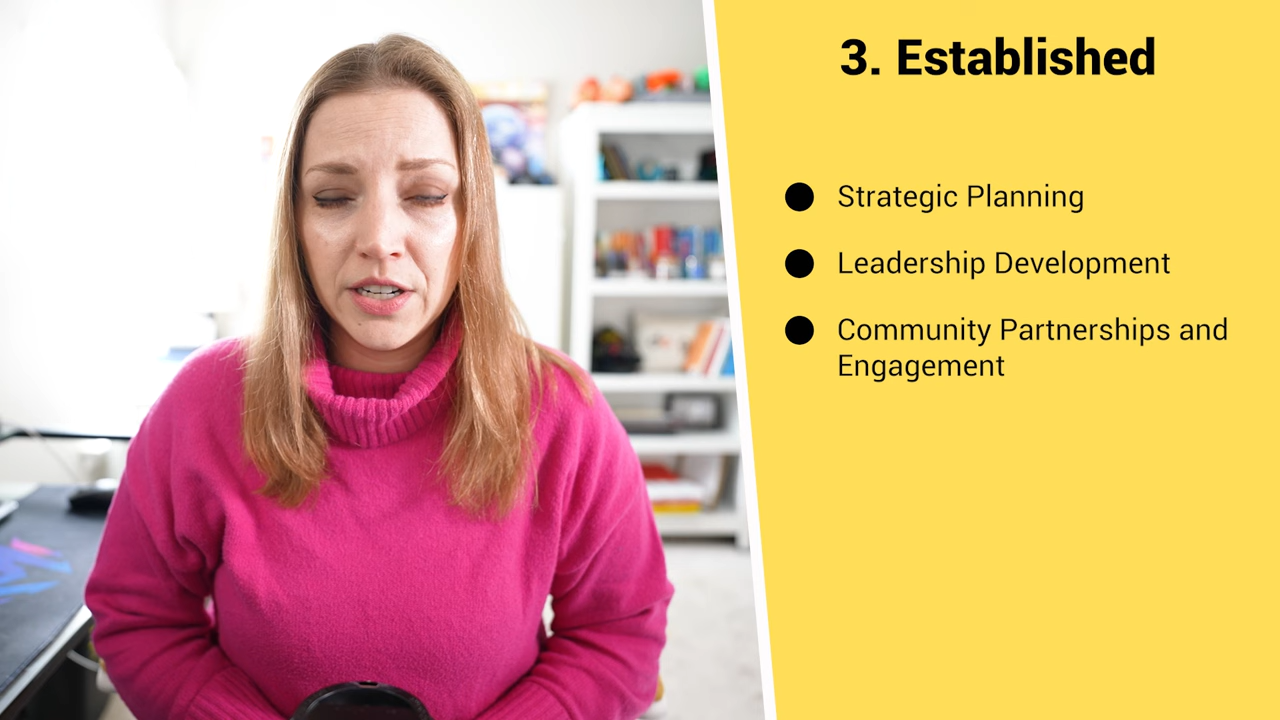 3. Established
Strategic Planning
Leadership Development
Community Partnerships and
Engagement